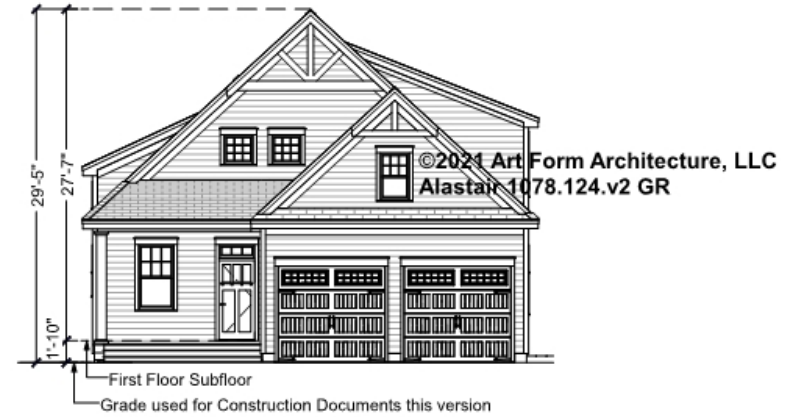 29'-5"
27'-7"
©2021 Art Form Architecture, LLC
Alastair 1078.124.v2 GR
1'-10"
First Floor Subfloor
Grade used for Construction Documents this version